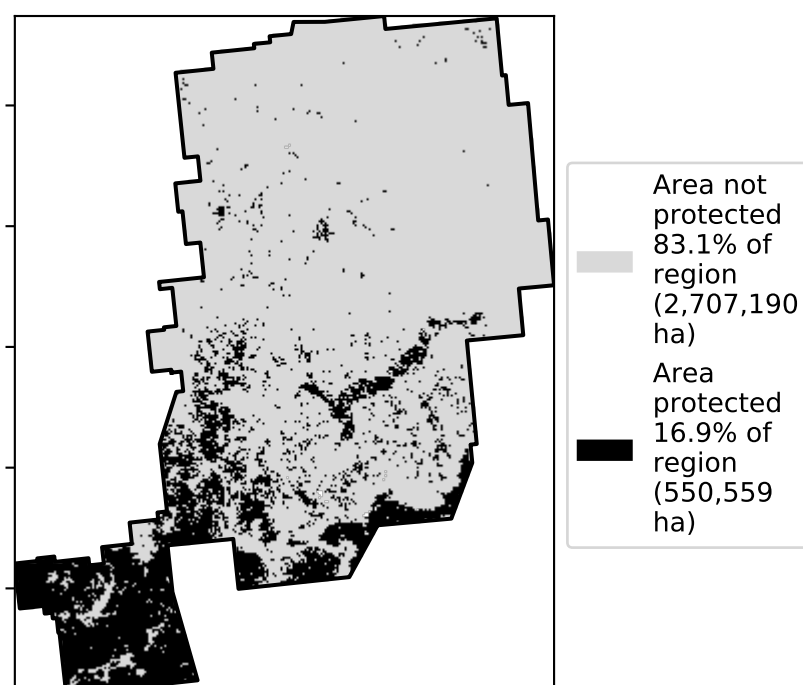 Area not
protected
83.1% of
region
(2,707,190
ha)
Area
protected
16.9% of
region
(550,559
ha)